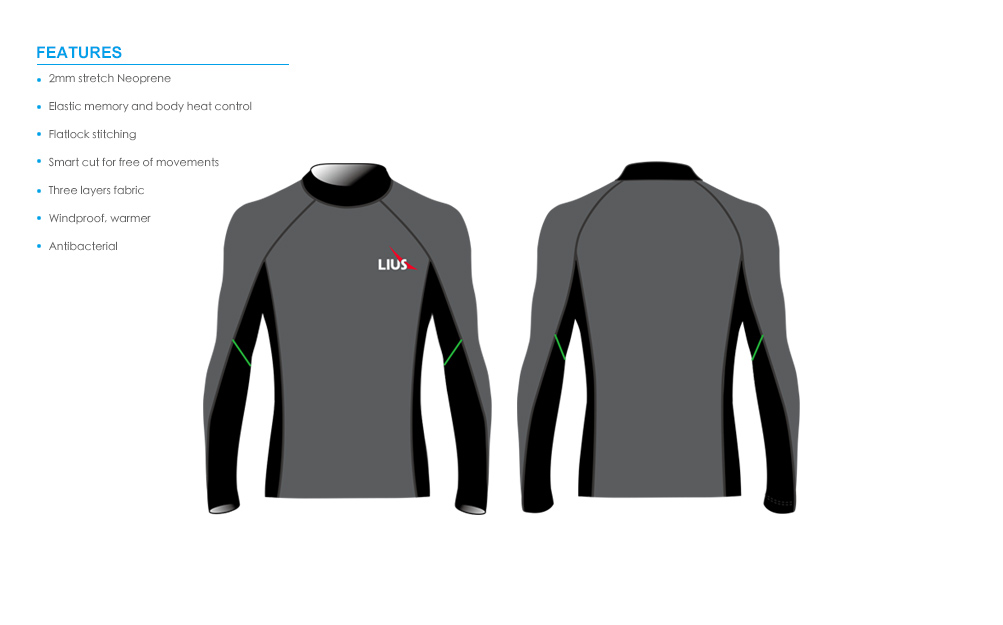 FEATURES
2mm stretch Neoprene
Elastic memory and body heat control
Flatlock stitching
Smart cut for free of movements
Three layers fabric
Windproof, warmer
Antibacterial
LIUS